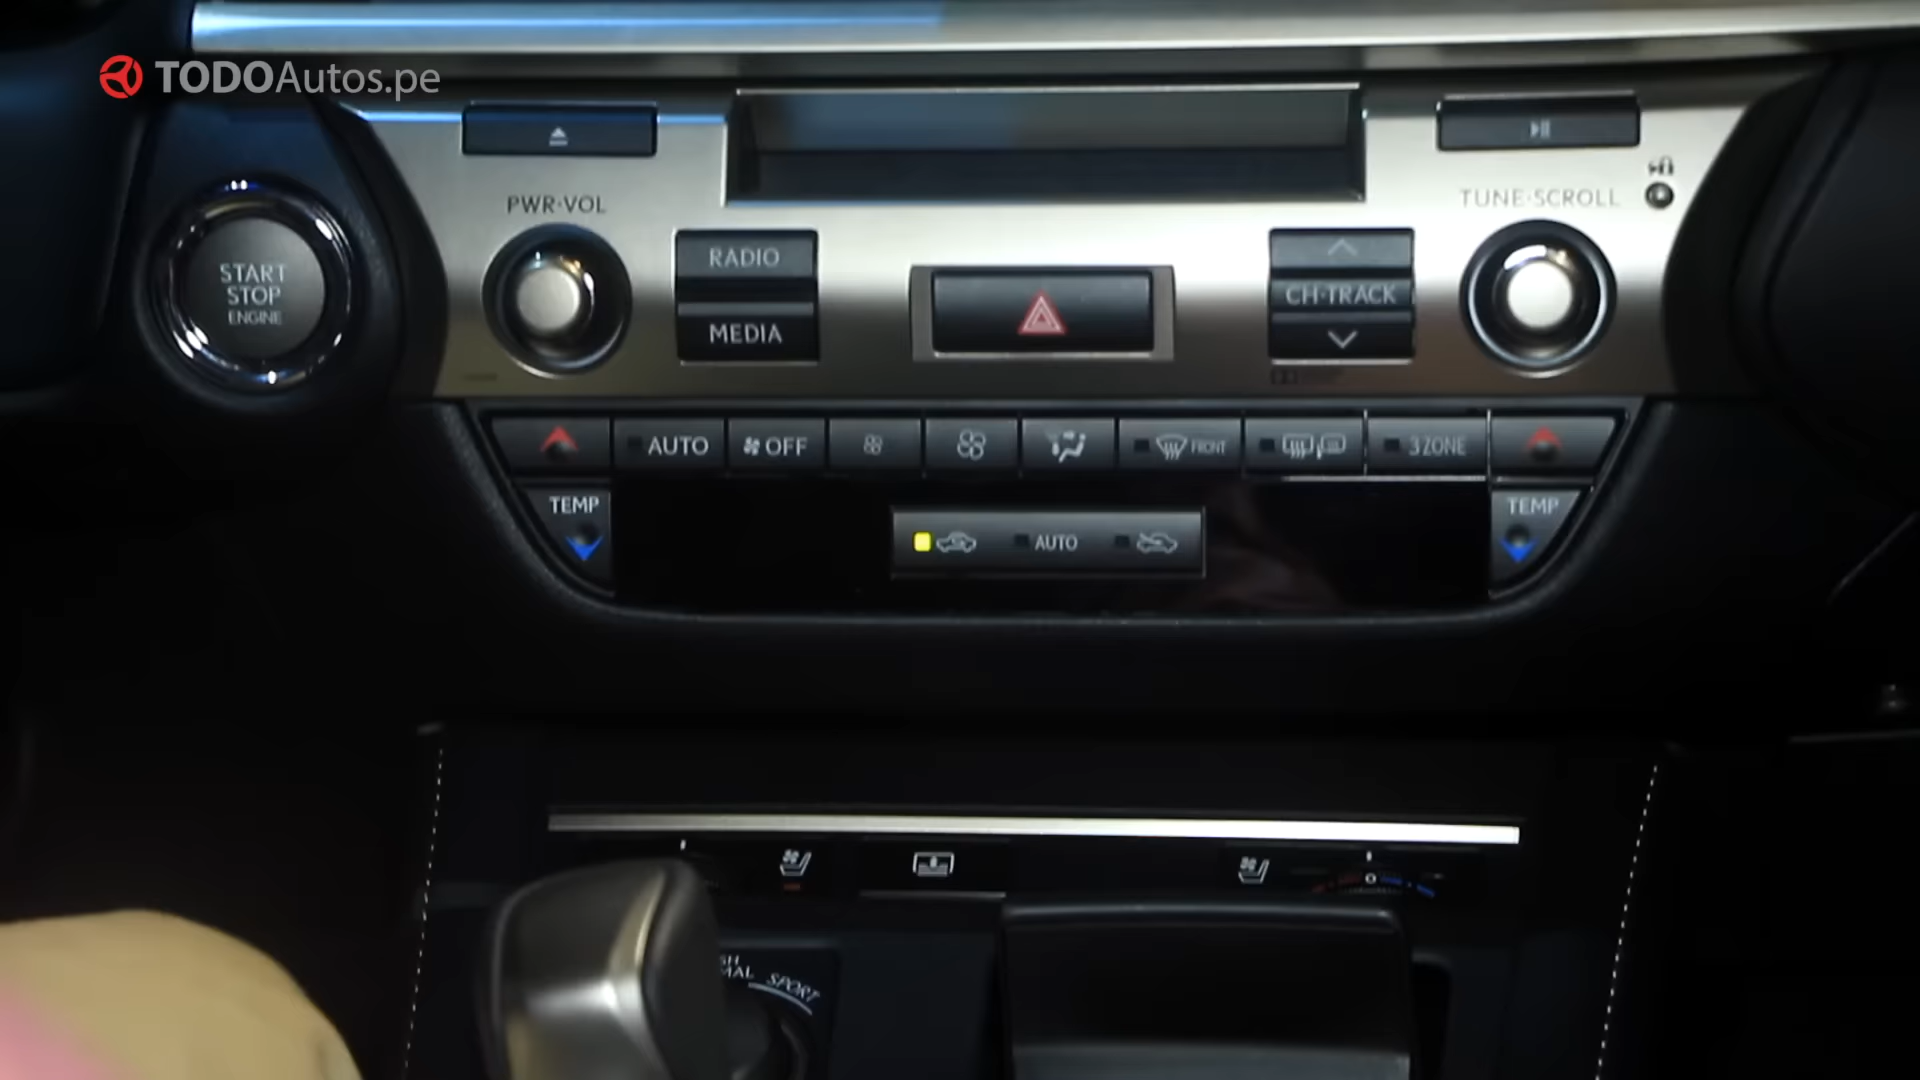 TODOAutos.pe
PWR·VOL
TUNE·SCROLL
START
STOP
ENGINE
RADIO
MEDIA
CH·TRACK
AUTO
OFF
FRONT
3ZONE
TEMP
TEMP
AUTO
SPORT